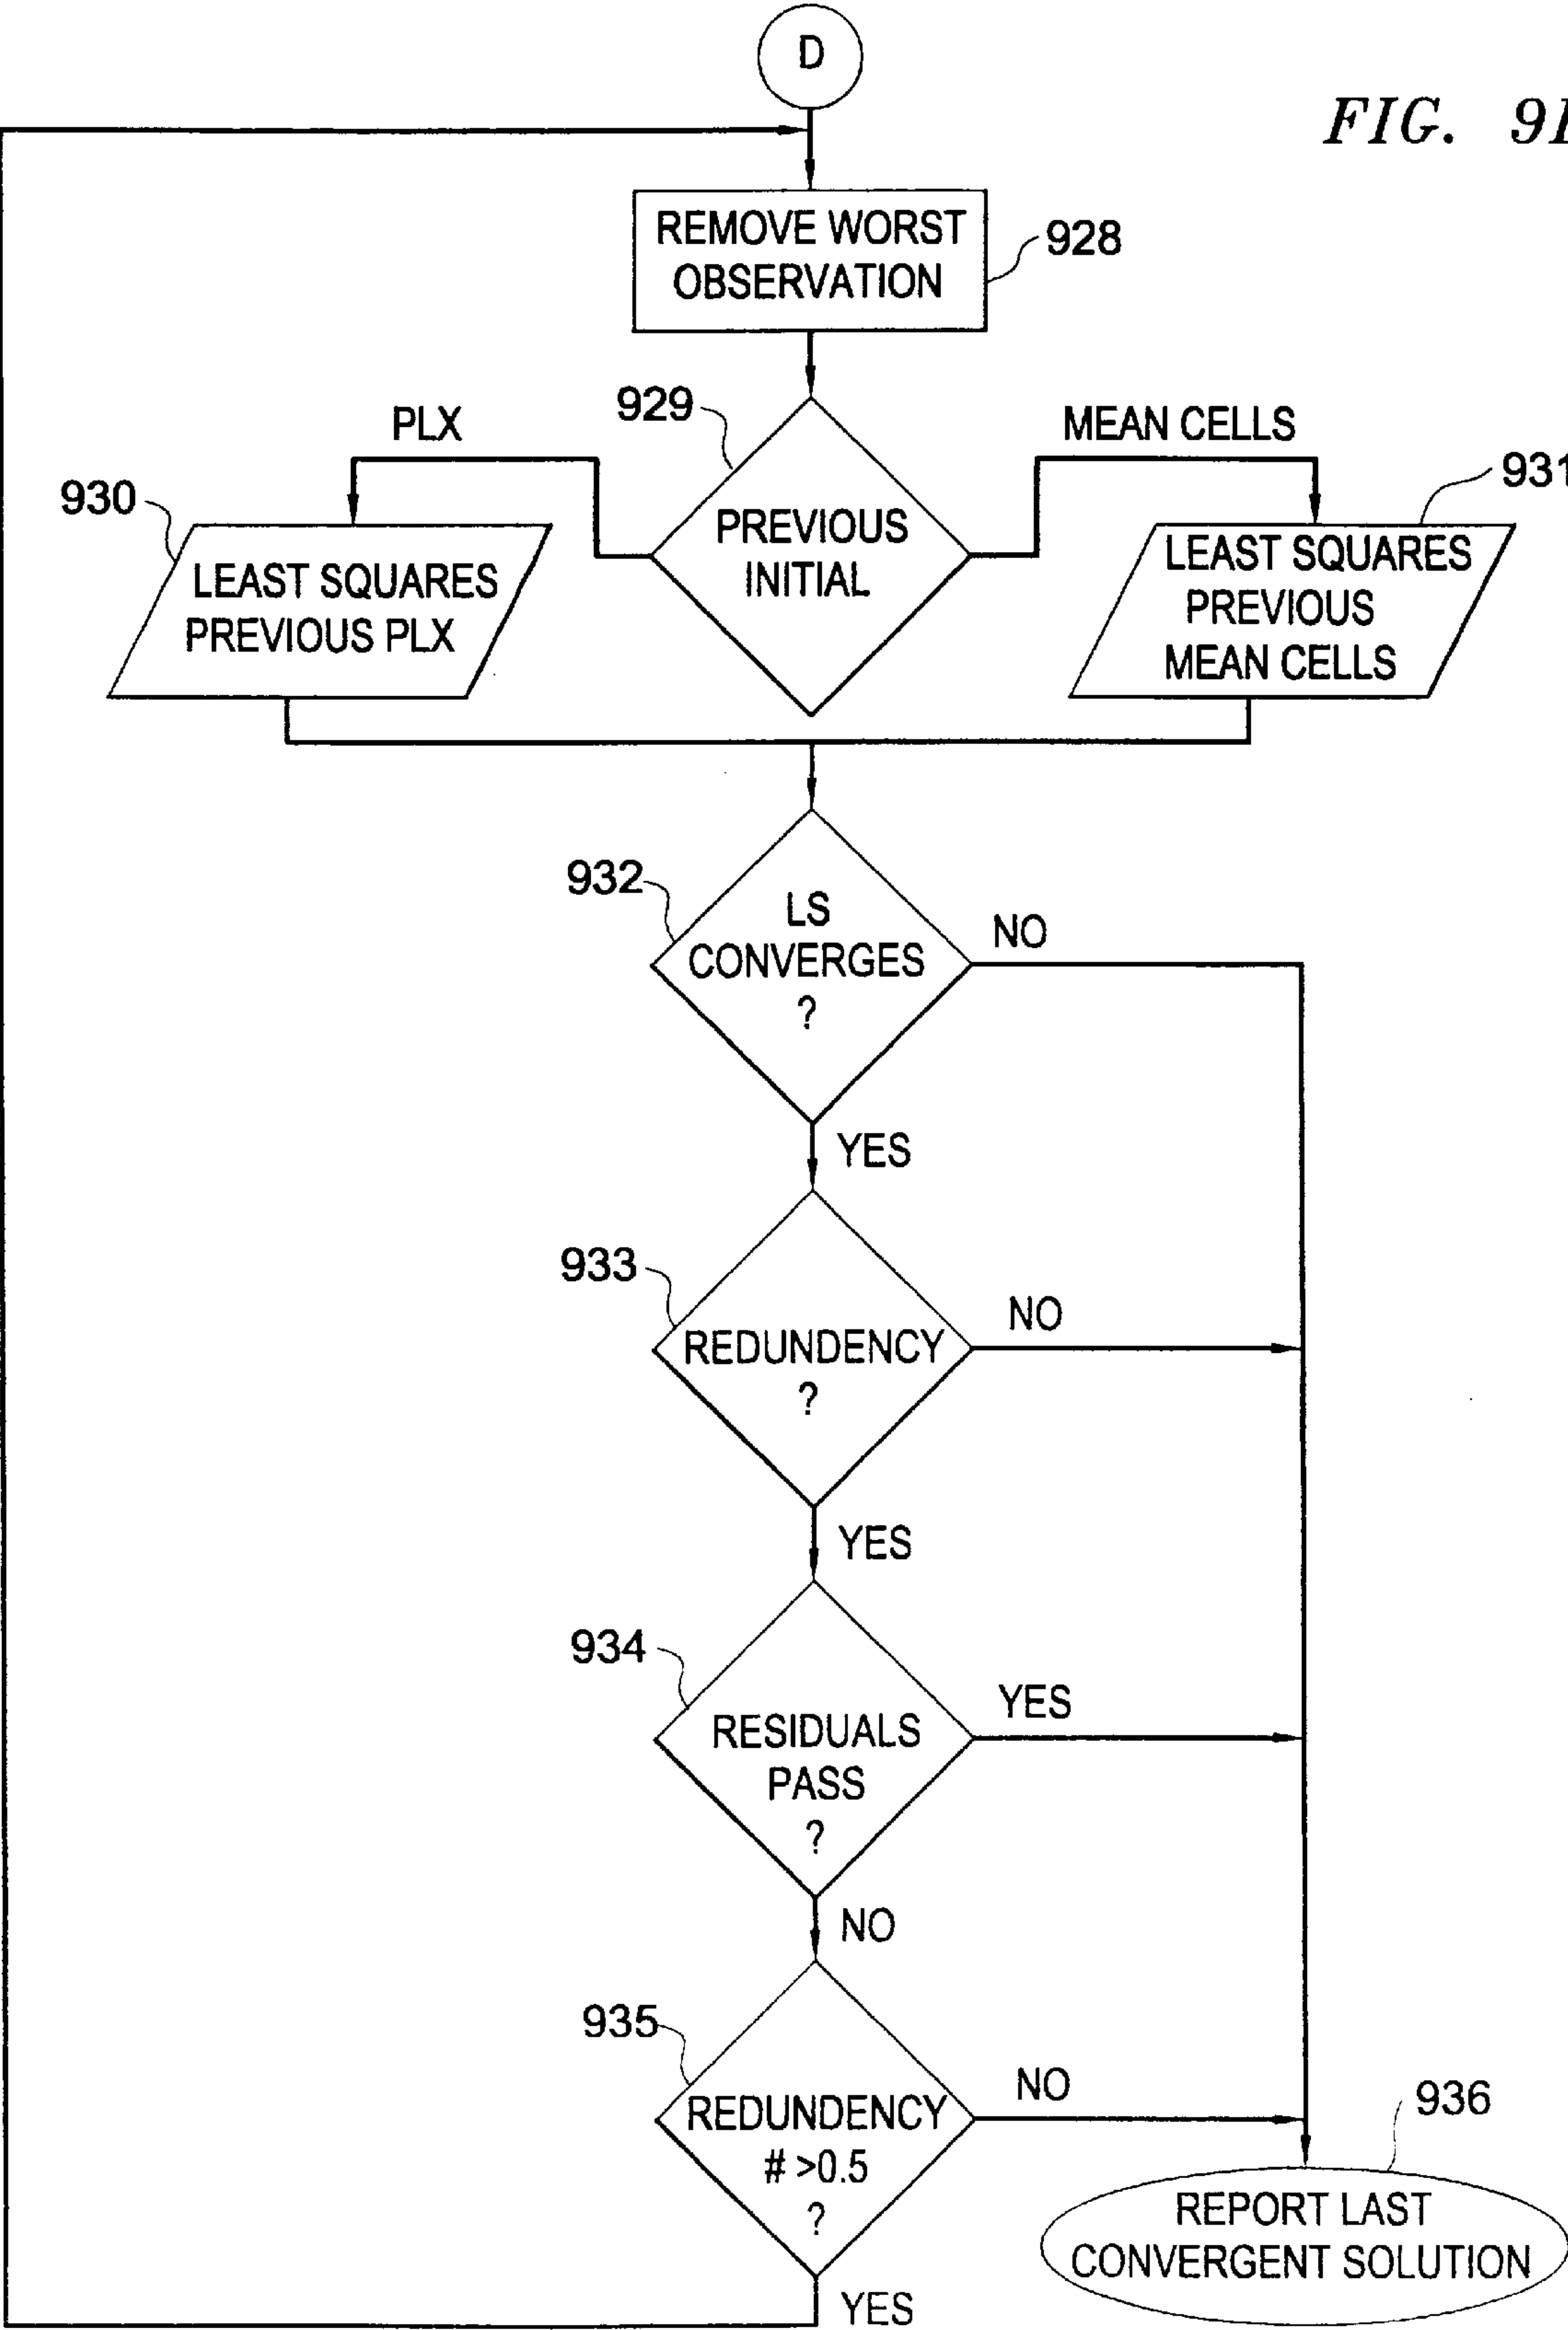 D
FIG. 9
REMOVE WORST
OBSERVATION
928
929
PLX
MEAN CELLS
930
931
PREVIOUS
INITIAL
LEAST SQUARES
PREVIOUS PLX
LEAST SQUARES
PREVIOUS
MEAN CELLS
932
LS
CONVERGES
?
NO
YES
933
REDUNDENCY
?
NO
YES
934
RESIDUALS
PASS
?
YES
NO
935
REDUNDENCY
# >0.5
?
NO
936
REPORT LAST
CONVERGENT SOLUTION
YES